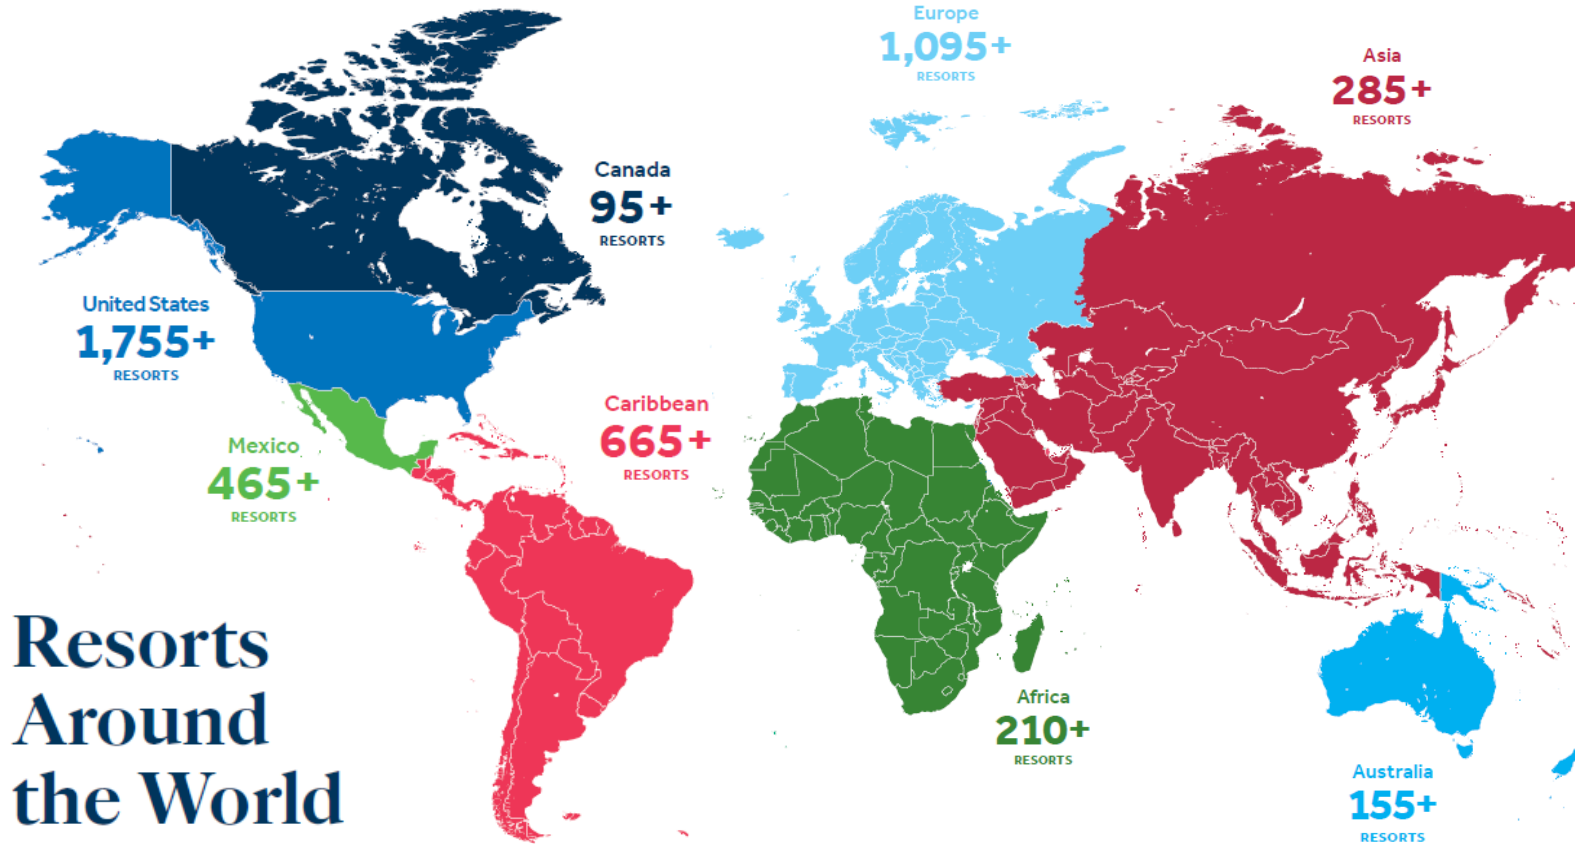 Europe
1,095+
RESORTS
Asia
285+
RESORTS
Canada
95+
RESORTS
United States
1,755+
RESORTS
Caribbean
665+
RESORTS
Mexico
465+
RESORTS
Africa
210+
RESORTS
Australia
155+
RESORTS
Resorts
Around
the World